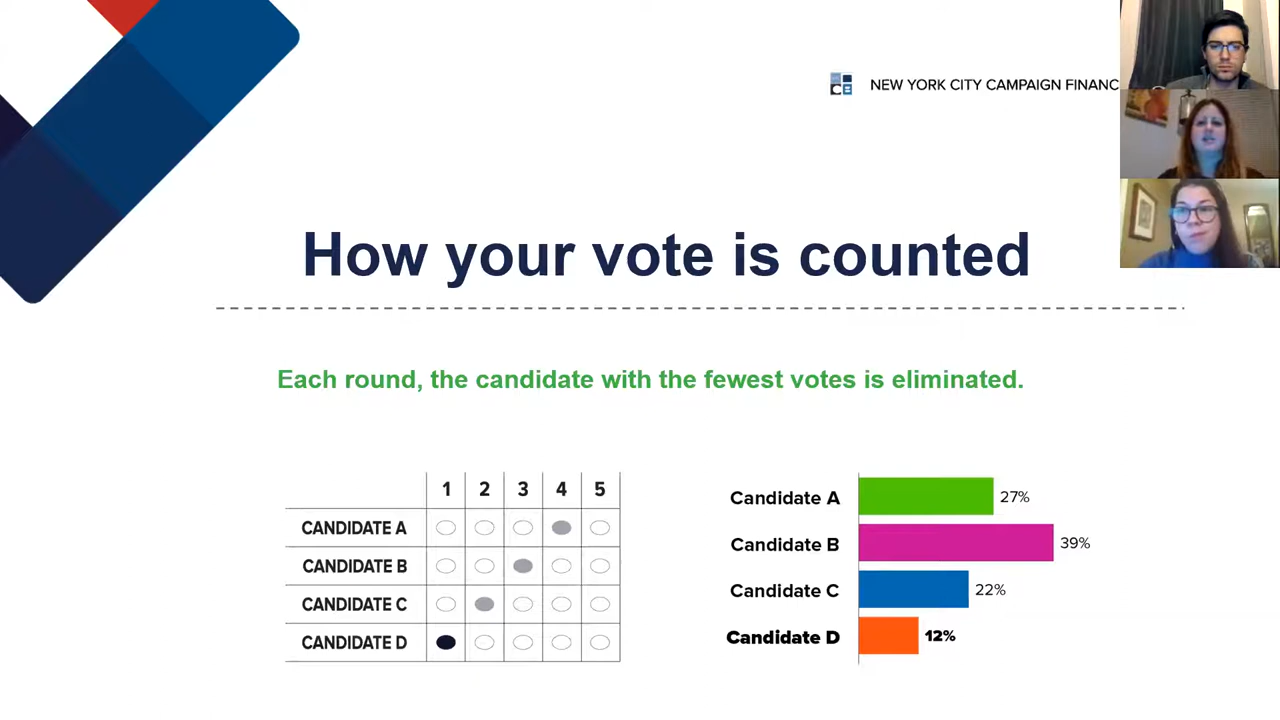 CB
NEW YORK CITY CAMPAIGN FINANC
How your vote is counted
Each round, the candidate with the fewest votes is eliminated.
1 2 3 4 5
CANDIDATE A
CANDIDATE B
CANDIDATE C
CANDIDATE D
Candidate A 27%
Candidate B 39%
Candidate C 22%
Candidate D 12%